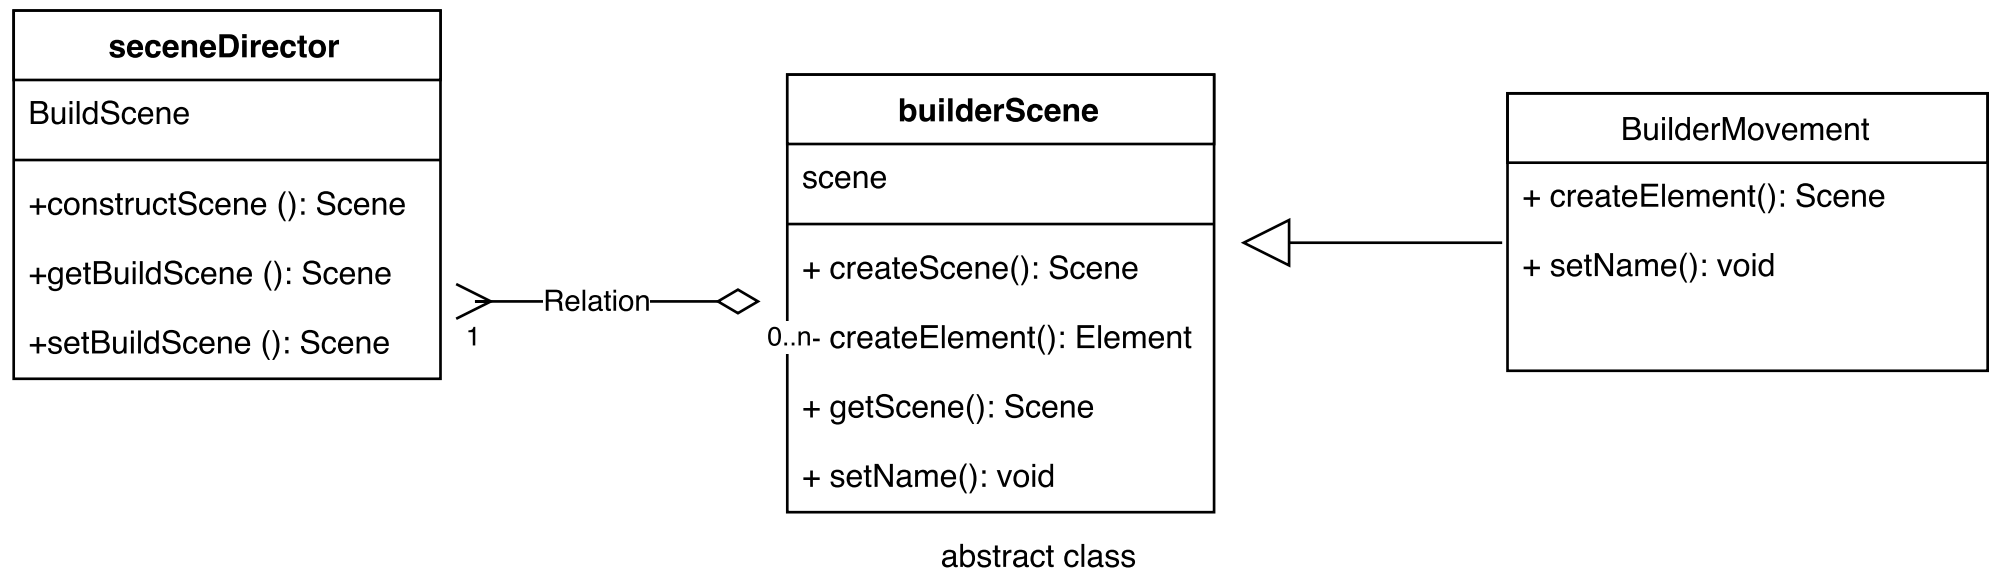 seceneDirector
BuildScene
+constructScene (): Scene
+getBuildScene (): Scene
+setBuildScene (): Scene
Relation
1
0..n
builderScene
scene
+ createScene(): Scene
- createElement(): Element
+ getScene(): Scene
+ setName(): void
abstract class
BuilderMovement
+ createElement(): Scene
+ setName(): void